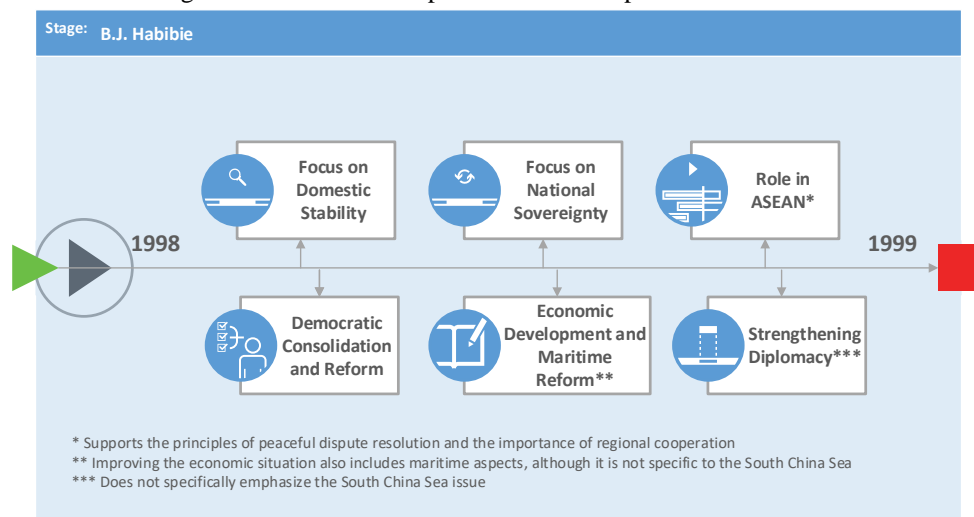 Stage: B.J. Habibie
Focus on
Domestic
Stability
Focus on
National
Sovereignty
Role in
ASEAN*
1998
1999
Democratic
Consolidation
and Reform
Economic
Development and
Maritime
Reform**
Strengthening
Diplomacy***
* Supports the principles of peaceful dispute resolution and the importance of regional cooperation
** Improving the economic situation also includes maritime aspects, although it is not specific to the South China Sea
*** Does not specifically emphasize the South China Sea issue